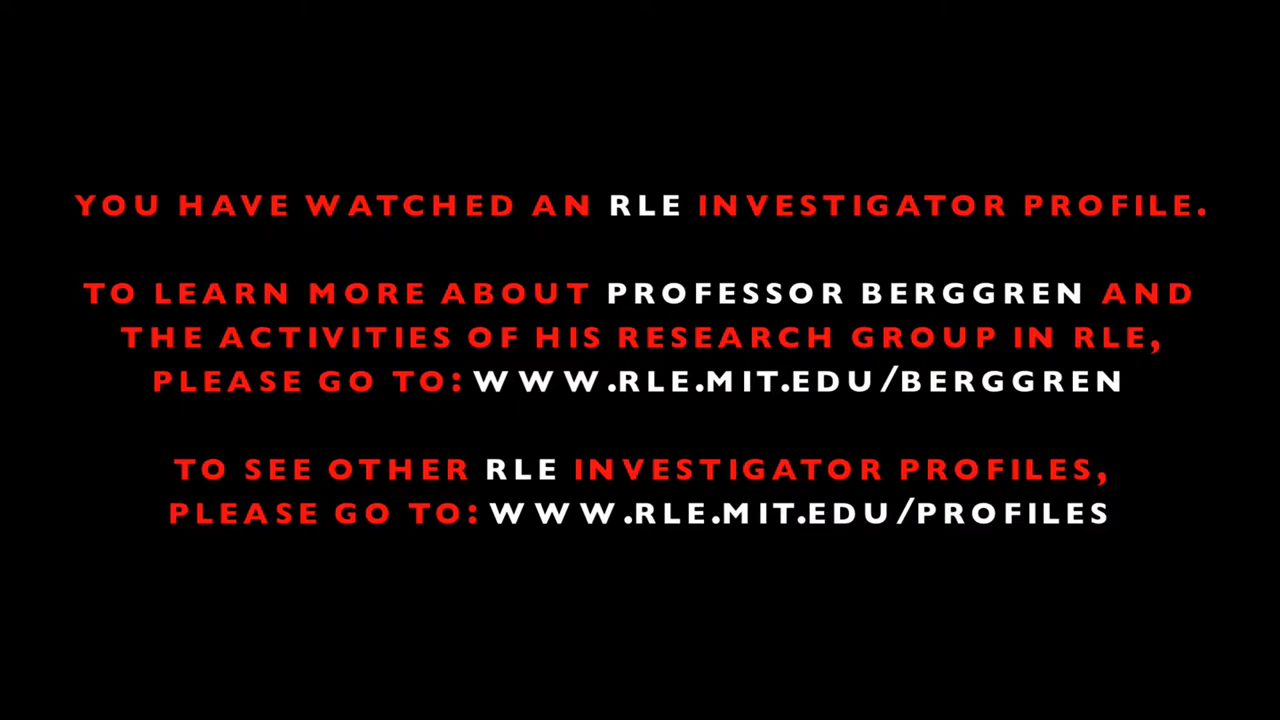 YOU HAVE WATCHED AN RLE INVESTIGATOR PROFILE.
TO LEARN MORE ABOUT PROFESSOR BERGGREN AND
THE ACTIVITIES OF HIS RESEARCH GROUP IN RLE,
PLEASE GO TO: WWW.RLE.MIT.EDU/BERGGREN
TO SEE OTHER RLE INVESTIGATOR PROFILES,
PLEASE GO TO: WWW.RLE.MIT.EDU/PROFILES